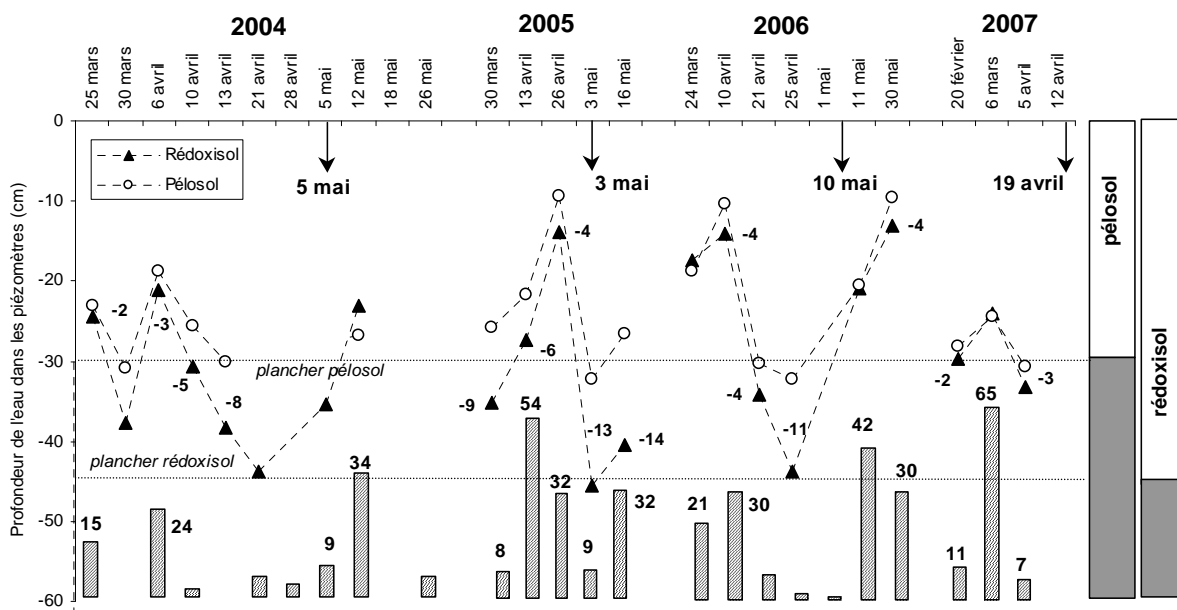 2004 2005 2006 2007
25 mars 30 mars 6 avril 10 avril 13 avril 21 avril 28 avril 5 mai 12 mai 18 mai 26 mai 30 mars 13 avril 26 avril 3 mai 16 mai 24 mars 10 avril 21 avril 25 avril 1 mai 11 mai 30 mai 20 février 6 mars 5 avril 12 avril
Profondeur de l'eau dans les piézomètres (cm)
0
-10
-20
-30
-40
-50
-60
Rédoxisol
Pélosol
5 mai 3 mai 10 mai 19 avril
-2 -3 -5 -8
-9 -6 -4 -13 -14
-4 -4 -11 -4
-2 -3
plancher pélosol
plancher rédoxisol
15 24 9 34
8 54 32 9 32
21 30 42 30
11 65 7
pélosol
rédoxisol